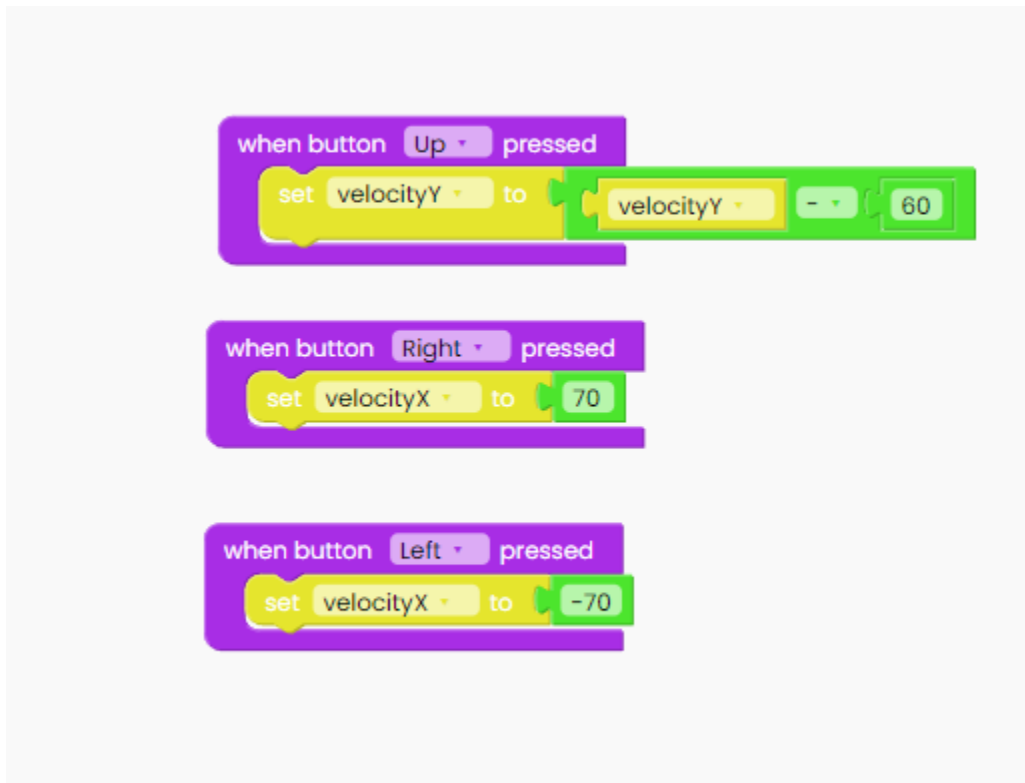 when button Up pressed
set velocityY to velocityY - 60
when button Right pressed
set velocityX to 70
when button Left pressed
set velocityX to -70